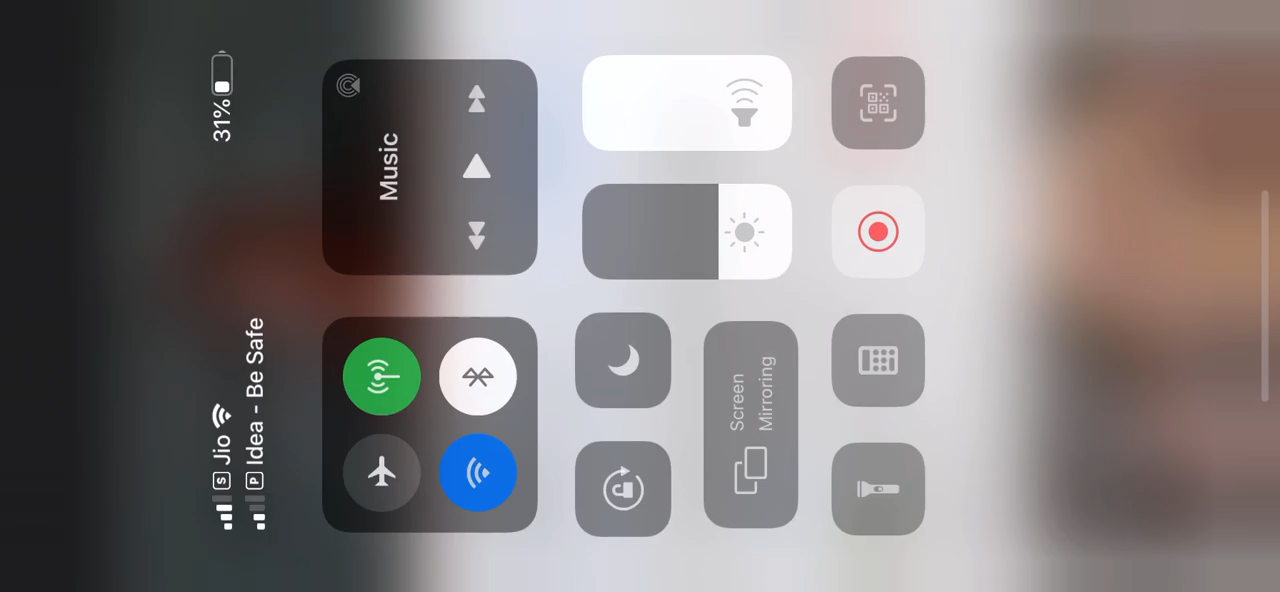 S Jio 31%
P Idea - Be Safe
Music
Screen
Mirroring